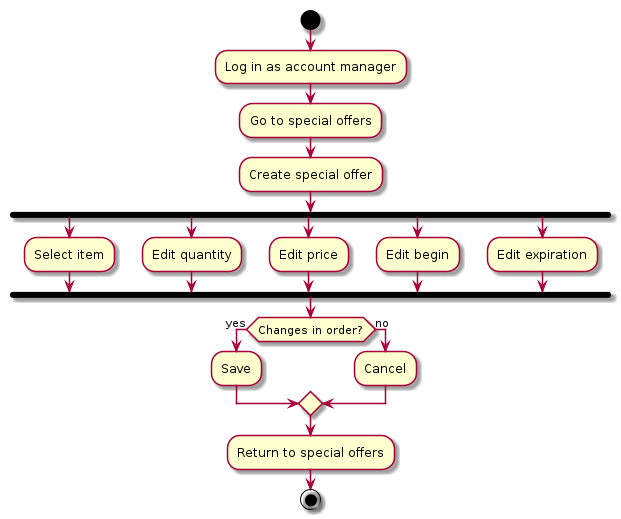 Log in as account manager
Go to special offers
Create special offer
Select item
Edit quantity
Edit price
Edit begin
Edit expiration
yes
Changes in order?
no
Save
Cancel
Return to special offers